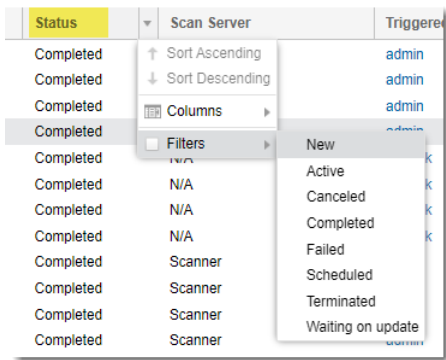 Status Scan Server Triggere
Completed Sort Ascending admin
Completed Sort Descending admin
Completed Columns admin
Completed Filters New
Completed N/A Active
Completed N/A Canceled
Completed N/A Completed
Completed N/A Failed
Completed Scanner Scheduled
Completed Scanner Terminated
Completed Scanner Waiting on update
Completed Scanner admin